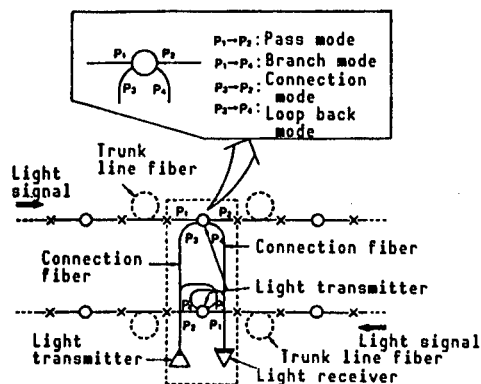 P₁ P₂
P₃ P₄
P₁→P₂: Pass mode
P₁→P₄: Branch mode
P₃→P₂: Connection
mode
P₃→P₄: Loop back
mode
Trunk
line fiber
Light
signal
P₁ P₂
P₃ P₄
Connection
fiber
Connection fiber
Light transmitter
P₂ P₁
Light
transmitter
Light signal
Trunk line fiber
Light receiver